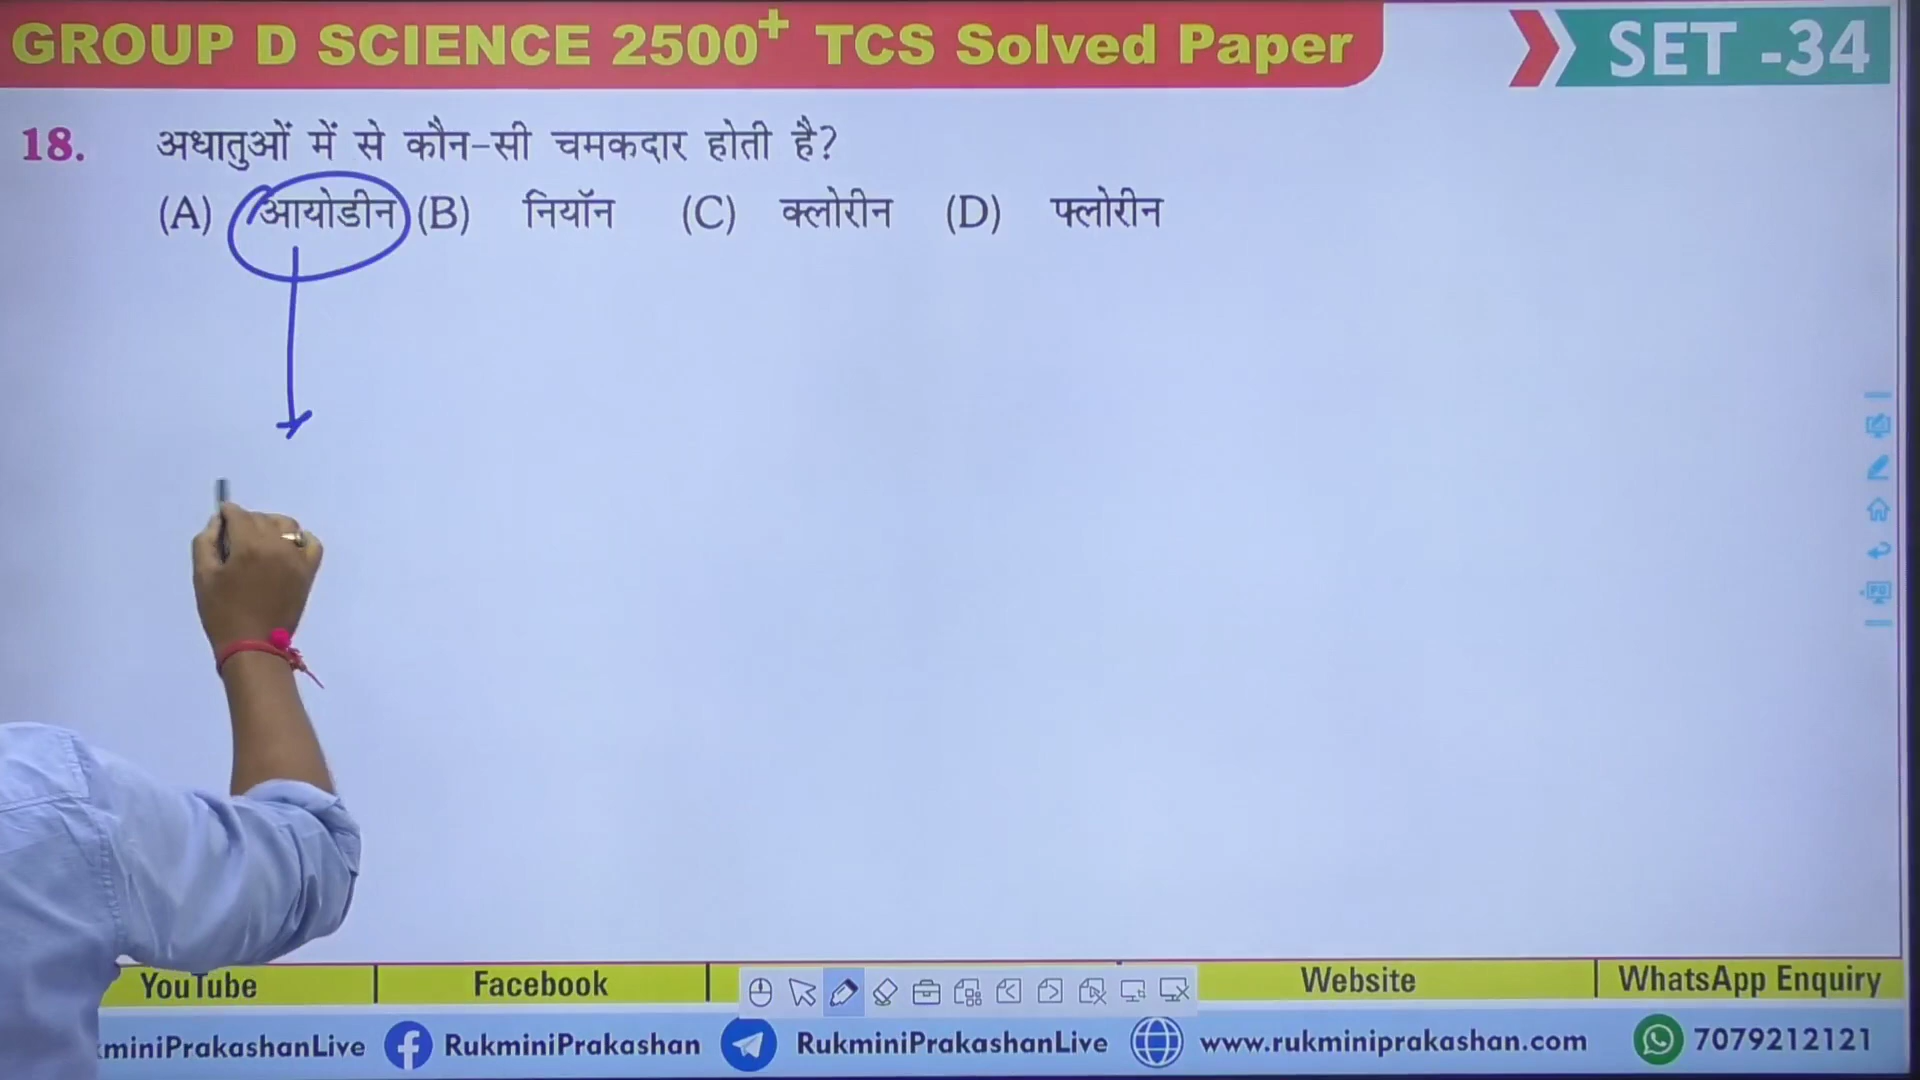 GROUP D SCIENCE 2500+ TCS Solved Paper
SET -34
18. अधातुओं में से कौन-सी चमकदार होती है?
(A) आयोडीन (B) नियॉन (C) क्लोरीन (D) फ्लोरीन
YouTube Facebook Website WhatsApp Enquiry
miniPrakashanLive RukminiPrakashan RukminiPrakashanLive www.rukminiprakashan.com 7079212121